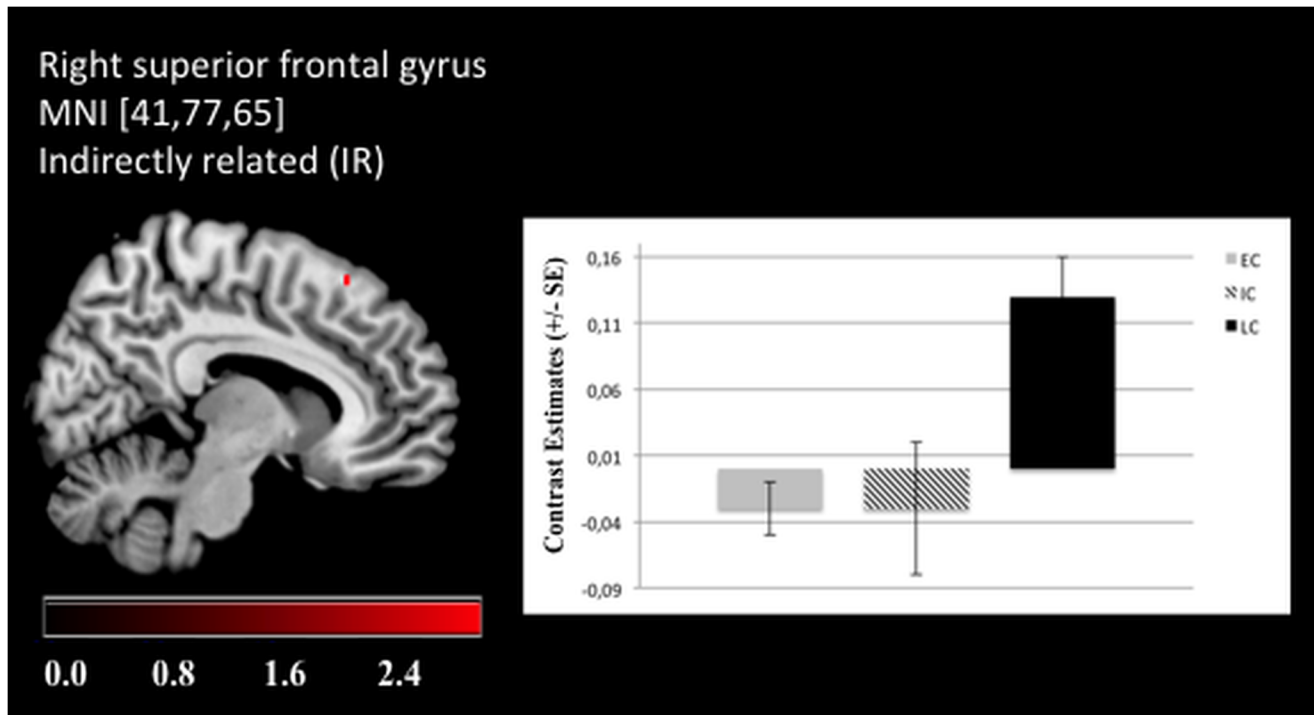 Right superior frontal gyrus
MNI [41,77,65]
Indirectly related (IR)
0.0 0.8 1.6 2.4
Contrast Estimates (+/- SE)
0,16
0,11
0,06
0,01
-0,04
-0,09
EC
IC
LC